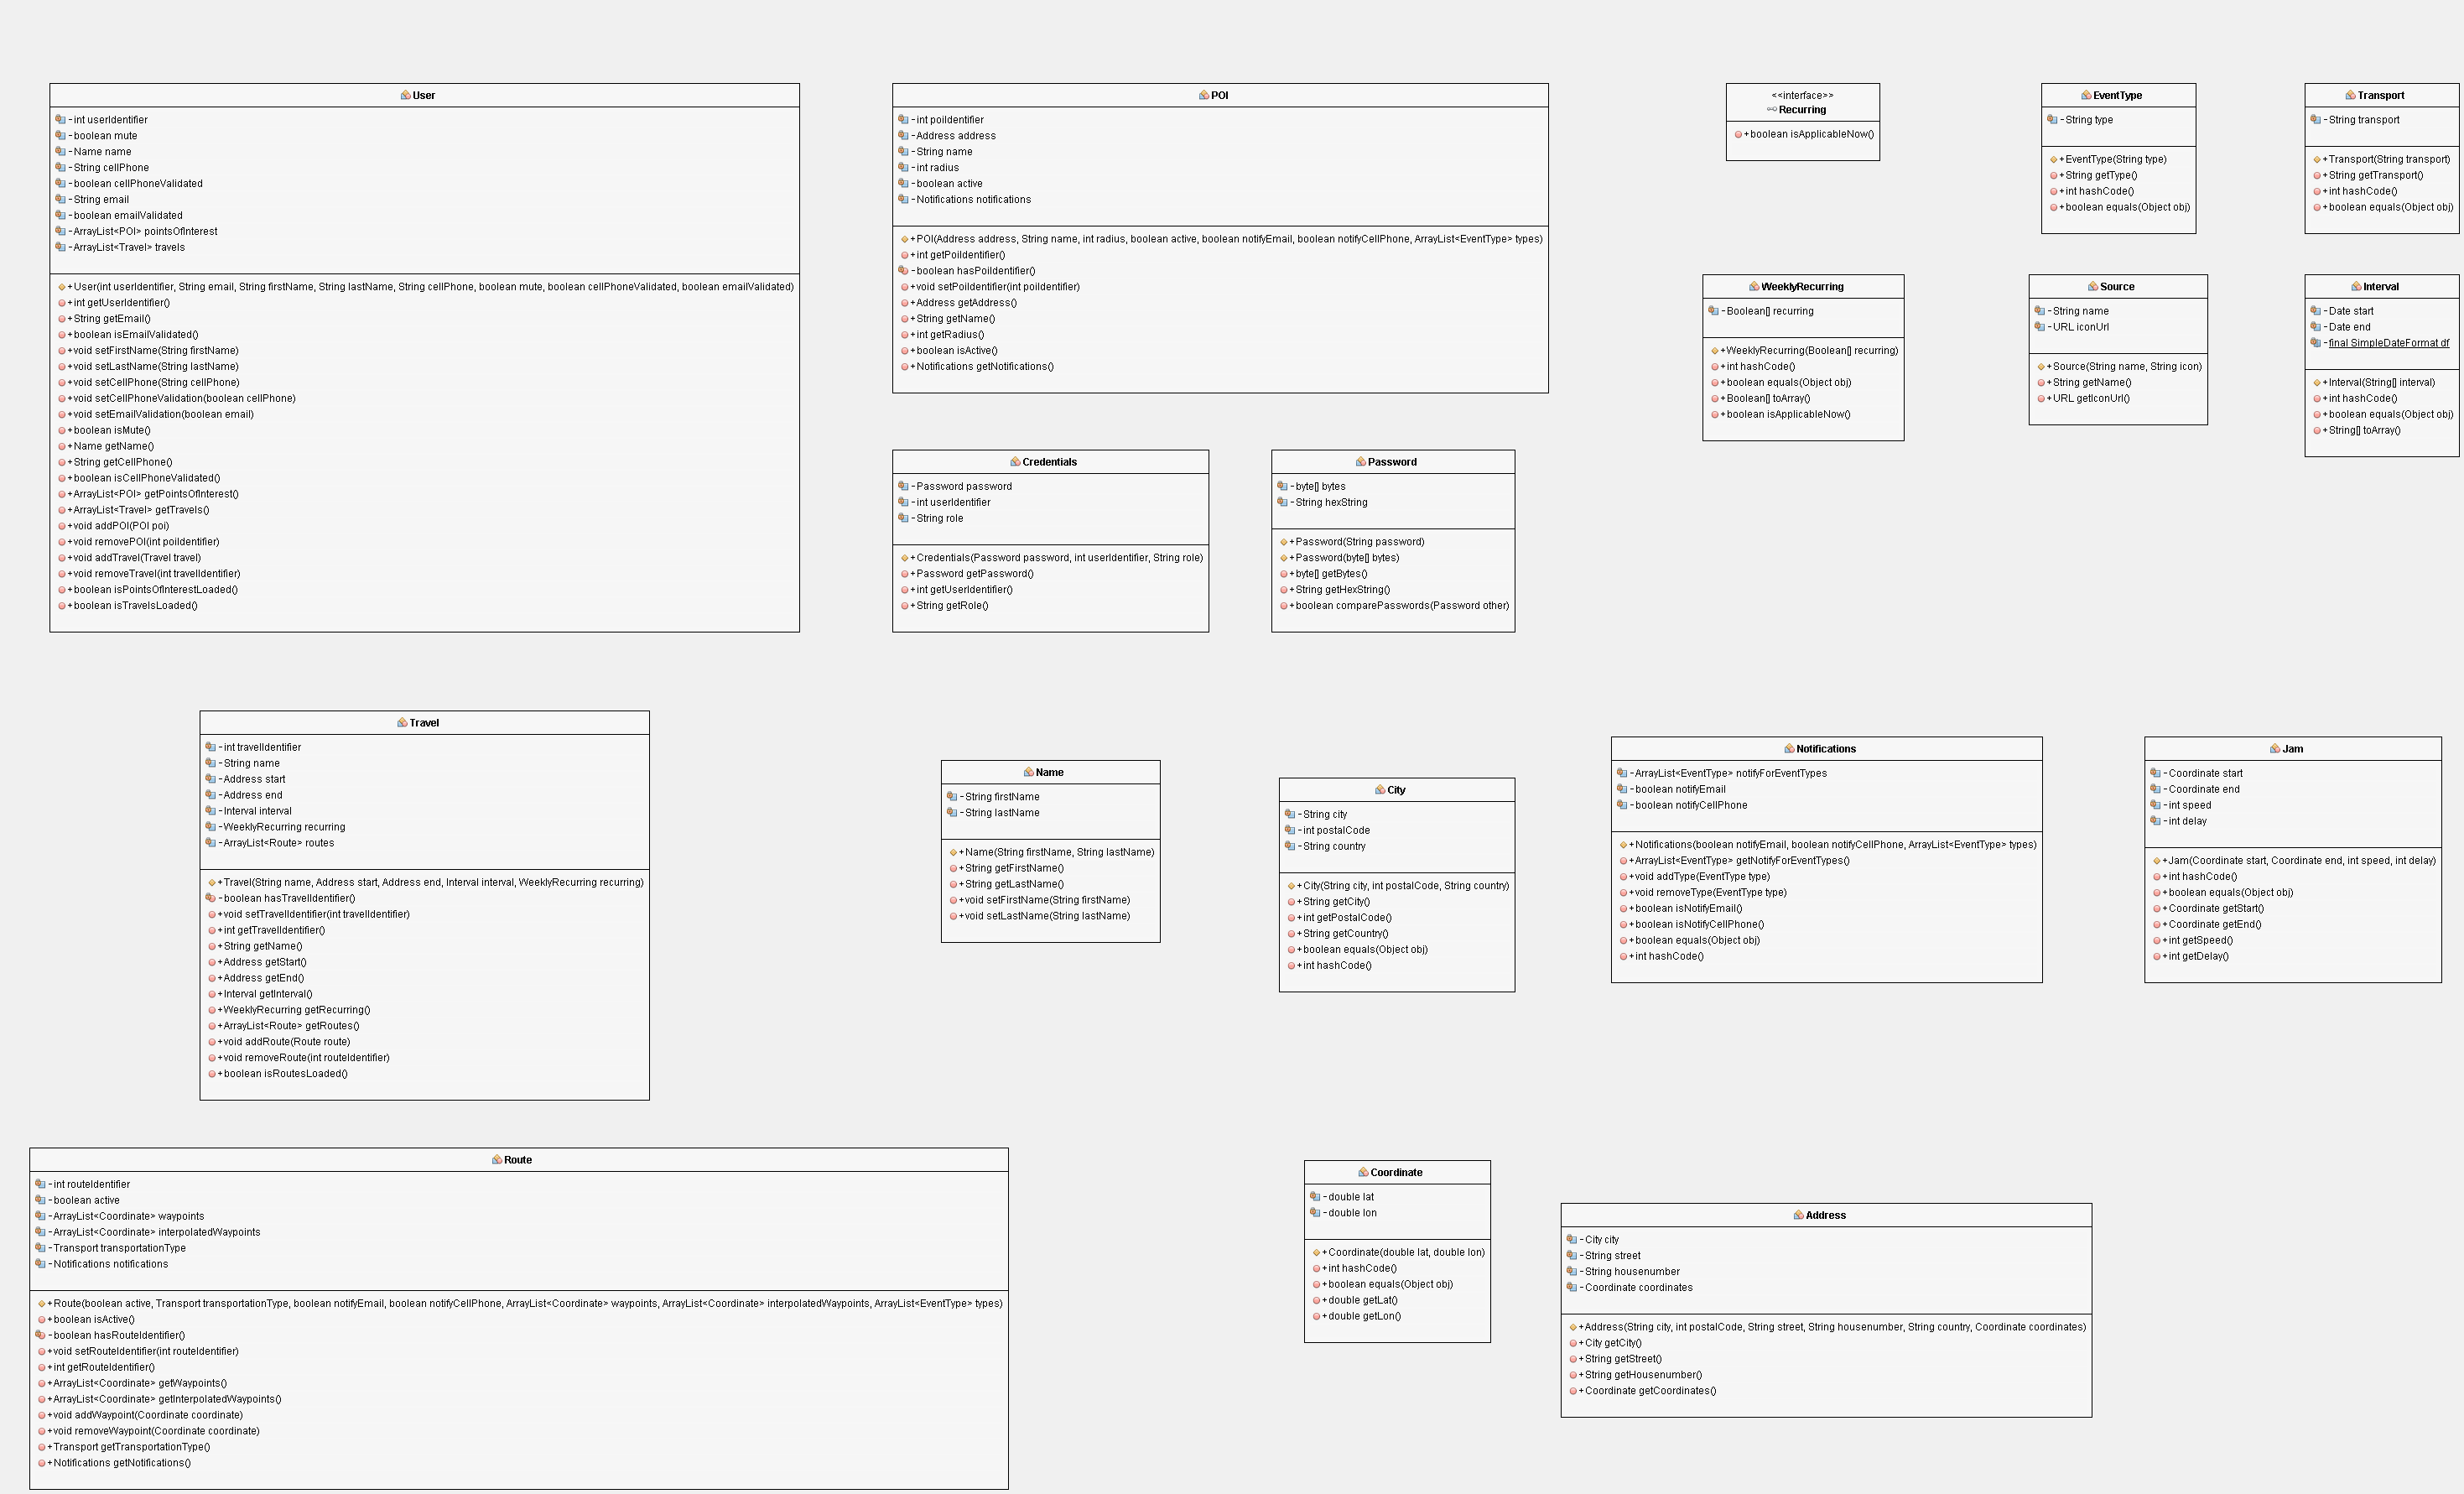 User
-int userIdentifier
-boolean mute
-Name name
-String cellPhone
-boolean cellPhoneValidated
-String email
-boolean emailValidated
-ArrayList<POI> pointsOfInterest
-ArrayList<Travel> travels
+User(int userIdentifier, String email, String firstName, String lastName, String cellPhone, boolean mute, boolean cellPhoneValidated, boolean emailValidated)
+int getUserIdentifier()
+String getEmail()
+boolean isEmailValidated()
+void setFirstName(String firstName)
+void setLastName(String lastName)
+void setCellPhone(String cellPhone)
+void setCellPhoneValidation(boolean cellPhone)
+void setEmailValidation(boolean email)
+boolean isMute()
+Name getName()
+String getCellPhone()
+boolean isCellPhoneValidated()
+ArrayList<POI> getPointsOfInterest()
+ArrayList<Travel> getTravels()
+void addPOI(POI poi)
+void removePOI(int poiIdentifier)
+void addTravel(Travel travel)
+void removeTravel(int travelIdentifier)
+boolean isPointsOfInterestLoaded()
+boolean isTravelsLoaded()
POI
-int poiIdentifier
-Address address
-String name
-int radius
-boolean active
-Notifications notifications
+POI(Address address, String name, int radius, boolean active, boolean notifyEmail, boolean notifyCellPhone, ArrayList<EventType> types)
+int getPoiIdentifier()
-boolean hasPoiIdentifier()
+void setPoiIdentifier(int poiIdentifier)
+Address getAddress()
+String getName()
+int getRadius()
+boolean isActive()
+Notifications getNotifications()
<<interface>>
Recurring
+boolean isApplicableNow()
EventType
-String type
+EventType(String type)
+String getType()
+int hashCode()
+boolean equals(Object obj)
Transport
-String transport
+Transport(String transport)
+String getTransport()
+int hashCode()
+boolean equals(Object obj)
WeeklyRecurring
-Boolean[] recurring
+WeeklyRecurring(Boolean[] recurring)
+int hashCode()
+boolean equals(Object obj)
+Boolean[] toArray()
+boolean isApplicableNow()
Source
-String name
-URL iconUrl
+Source(String name, String icon)
+String getName()
+URL getIconUrl()
Interval
-Date start
-Date end
-final SimpleDateFormat df
+Interval(String[] interval)
+int hashCode()
+boolean equals(Object obj)
+String[] toArray()
Credentials
-Password password
-int userIdentifier
-String role
+Credentials(Password password, int userIdentifier, String role)
+Password getPassword()
+int getUserIdentifier()
+String getRole()
Password
-byte[] bytes
-String hexString
+Password(String password)
+Password(byte[] bytes)
+byte[] getBytes()
+String getHexString()
+boolean comparePasswords(Password other)
Travel
-int travelIdentifier
-String name
-Address start
-Address end
-Interval interval
-WeeklyRecurring recurring
-ArrayList<Route> routes
+Travel(String name, Address start, Address end, Interval interval, WeeklyRecurring recurring)
-boolean hasTravelIdentifier()
+void setTravelIdentifier(int travelIdentifier)
+int getTravelIdentifier()
+String getName()
+Address getStart()
+Address getEnd()
+Interval getInterval()
+WeeklyRecurring getRecurring()
+ArrayList<Route> getRoutes()
+void addRoute(Route route)
+void removeRoute(int routeIdentifier)
+boolean isRoutesLoaded()
Name
-String firstName
-String lastName
+Name(String firstName, String lastName)
+String getFirstName()
+String getLastName()
+void setFirstName(String firstName)
+void setLastName(String lastName)
City
-String city
-int postalCode
-String country
+City(String city, int postalCode, String country)
+String getCity()
+int getPostalCode()
+String getCountry()
+boolean equals(Object obj)
+int hashCode()
Notifications
-ArrayList<EventType> notifyForEventTypes
-boolean notifyEmail
-boolean notifyCellPhone
+Notifications(boolean notifyEmail, boolean notifyCellPhone, ArrayList<EventType> types)
+ArrayList<EventType> getNotifyForEventTypes()
+void addType(EventType type)
+void removeType(EventType type)
+boolean isNotifyEmail()
+boolean isNotifyCellPhone()
+boolean equals(Object obj)
+int hashCode()
Jam
-Coordinate start
-Coordinate end
-int speed
-int delay
+Jam(Coordinate start, Coordinate end, int speed, int delay)
+int hashCode()
+boolean equals(Object obj)
+Coordinate getStart()
+Coordinate getEnd()
+int getSpeed()
+int getDelay()
Route
-int routeIdentifier
-boolean active
-ArrayList<Coordinate> waypoints
-ArrayList<Coordinate> interpolatedWaypoints
-Transport transportationType
-Notifications notifications
+Route(boolean active, Transport transportationType, boolean notifyEmail, boolean notifyCellPhone, ArrayList<Coordinate> waypoints, ArrayList<Coordinate> interpolatedWaypoints, ArrayList<EventType> types)
+boolean isActive()
-boolean hasRouteIdentifier()
+void setRouteIdentifier(int routeIdentifier)
+int getRouteIdentifier()
+ArrayList<Coordinate> getWaypoints()
+ArrayList<Coordinate> getInterpolatedWaypoints()
+void addWaypoint(Coordinate coordinate)
+void removeWaypoint(Coordinate coordinate)
+Transport getTransportationType()
+Notifications getNotifications()
Coordinate
-double lat
-double lon
+Coordinate(double lat, double lon)
+int hashCode()
+boolean equals(Object obj)
+double getLat()
+double getLon()
Address
-City city
-String street
-String housenumber
-Coordinate coordinates
+Address(String city, int postalCode, String street, String housenumber, String country, Coordinate coordinates)
+City getCity()
+String getStreet()
+String getHousenumber()
+Coordinate getCoordinates()